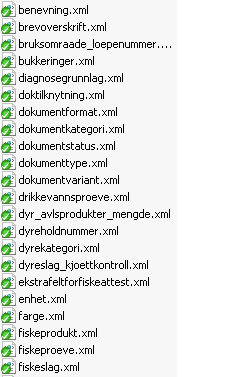 benevning.xml
brevoverskrift.xml
bruksomraade_loepenummer....
bukkeringer.xml
diagnosegrunnlag.xml
doktilknytning.xml
dokumentformat.xml
dokumentkategori.xml
dokumentstatus.xml
dokumenttype.xml
dokumentvariant.xml
drikkevannsproeve.xml
dyr_avlsprodukter_mengde.xml
dyreholdnummer.xml
dyrekategori.xml
dyreslag_kjoettkontroll.xml
ekstrafeltforfiskeattest.xml
enhet.xml
farge.xml
fiskeprodukt.xml
fiskeproeve.xml
fiskeslag.xml